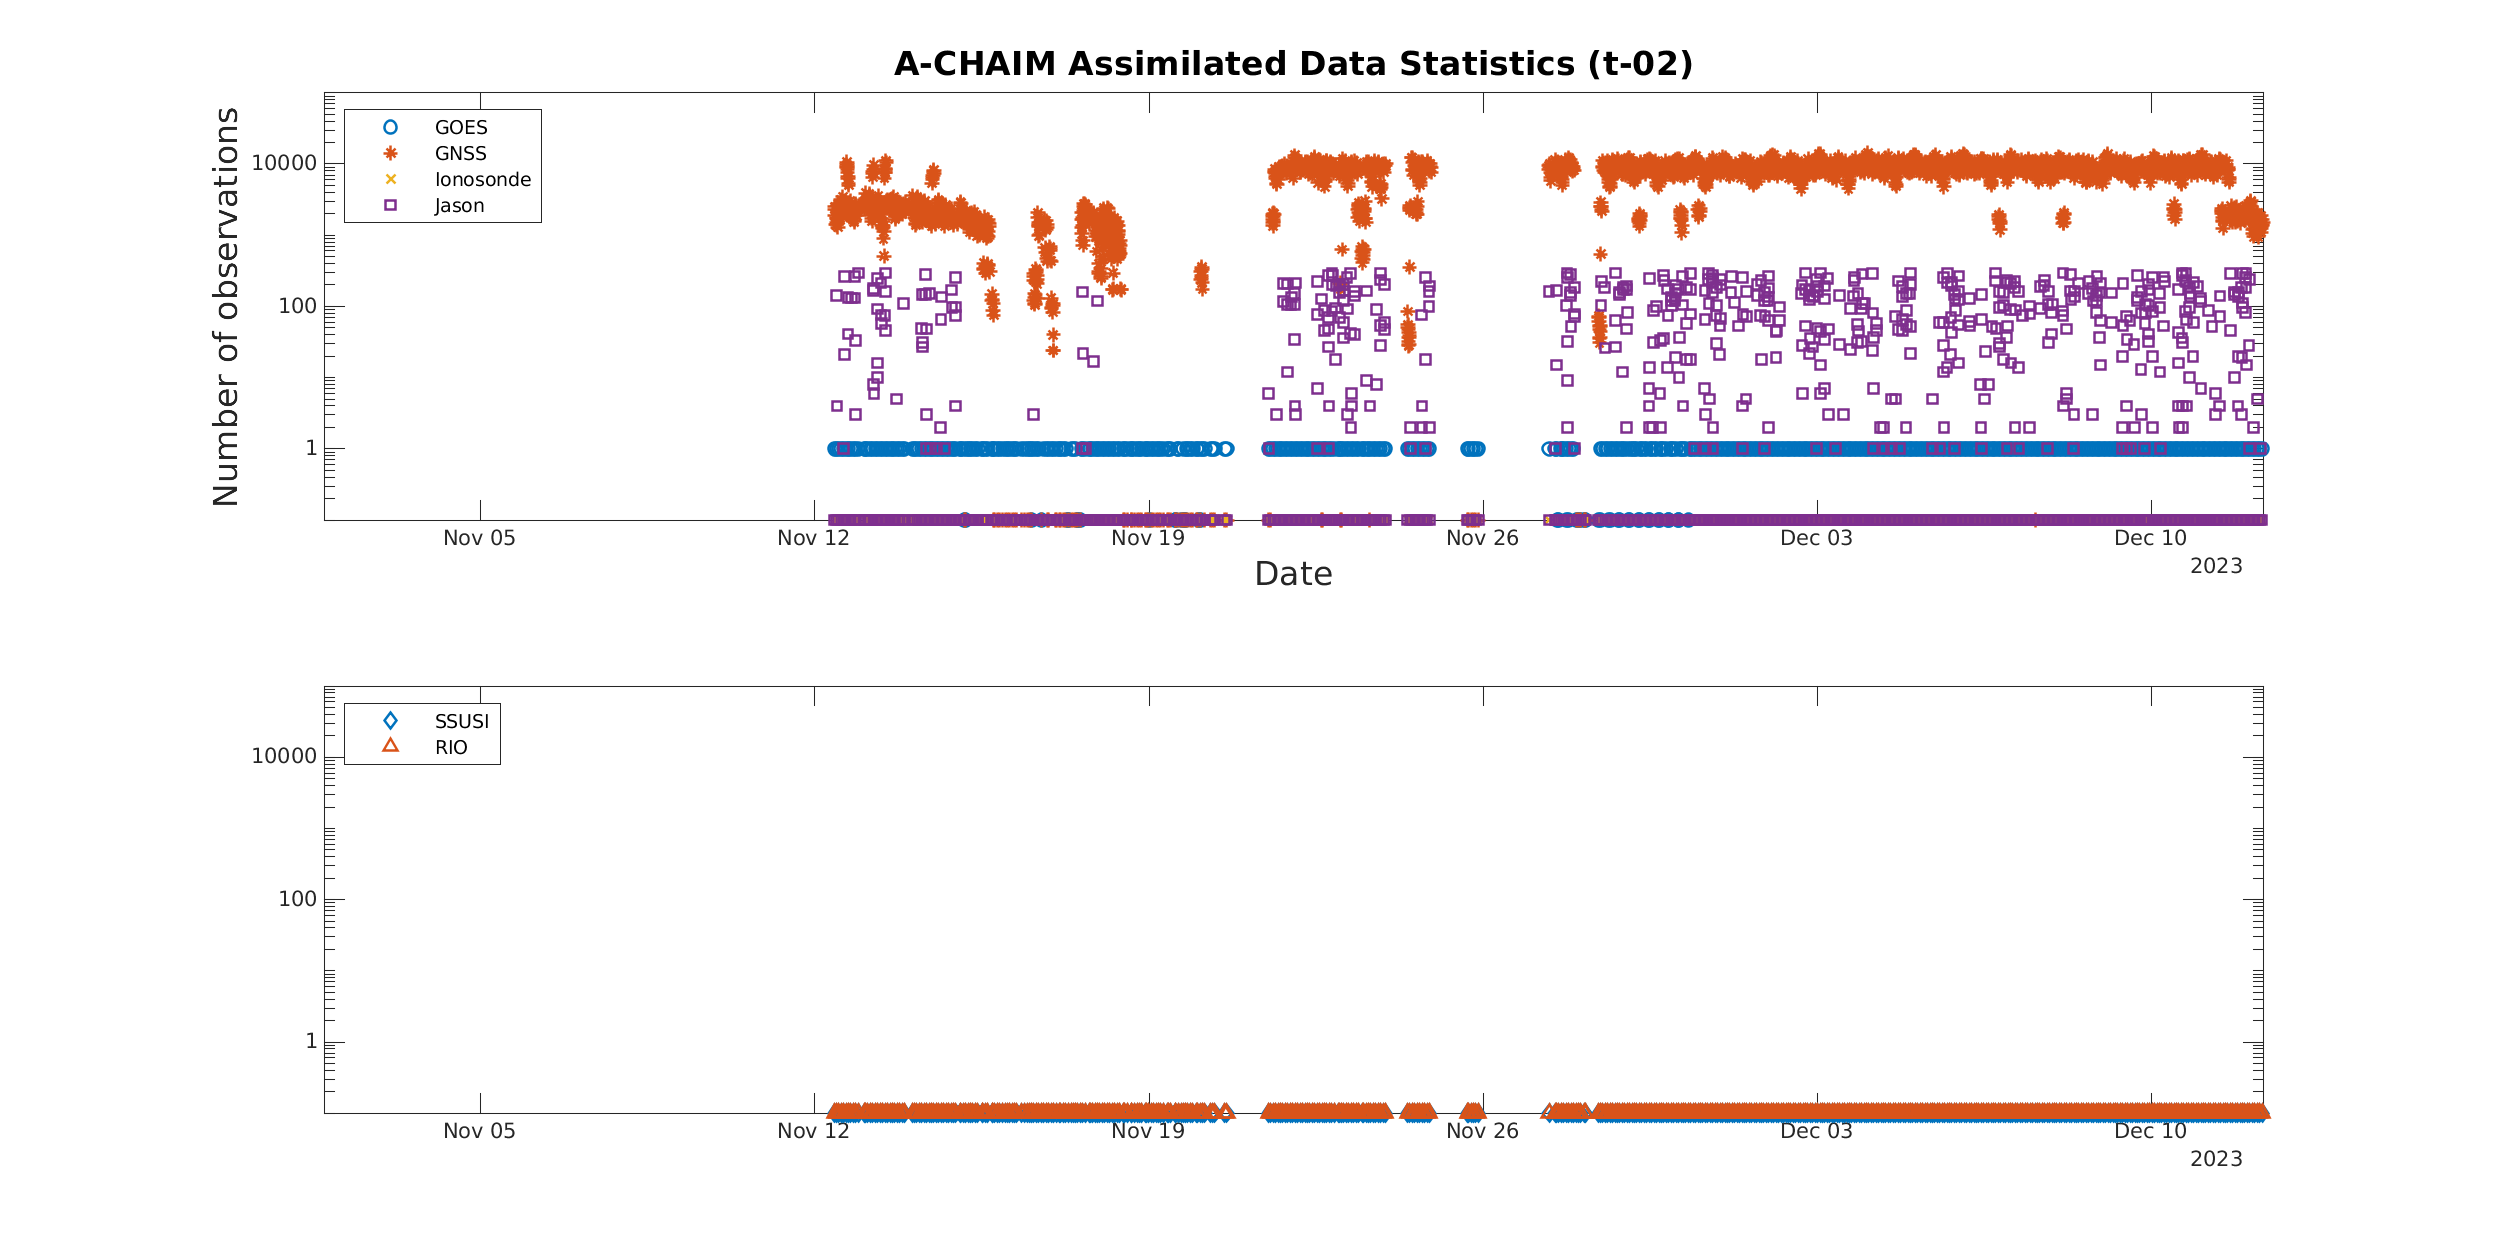 A-CHAIM Assimilated Data Statistics (t-02)
Number of observations
GOES
GNSS
Ionosonde
Jason
10000
100
1
Nov 05 Nov 12 Nov 19 Nov 26 Dec 03 Dec 10
2023
Date
SSUSI
RIO
10000
100
1
Nov 05 Nov 12 Nov 19 Nov 26 Dec 03 Dec 10
2023